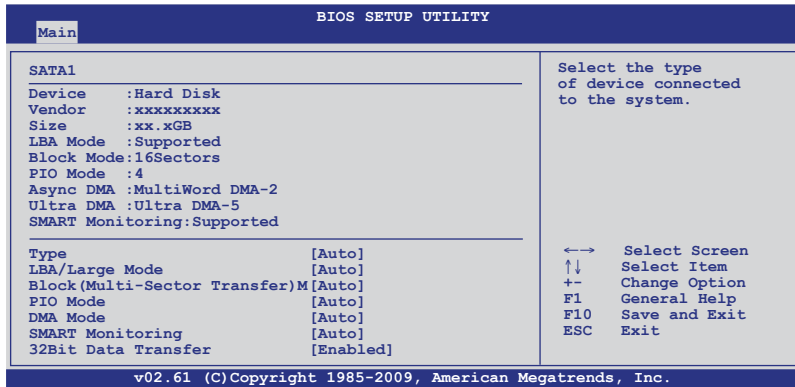 BIOS SETUP UTILITY
Main
SATA1
Device :Hard Disk
Vendor :xxxxxxxxx
Size :xx.xGB
LBA Mode :Supported
Block Mode:16Sectors
PIO Mode :4
Async DMA :MultiWord DMA-2
Ultra DMA :Ultra DMA-5
SMART Monitoring:Supported
Type [Auto]
LBA/Large Mode [Auto]
Block(Multi-Sector Transfer)M[Auto]
PIO Mode [Auto]
DMA Mode [Auto]
SMART Monitoring [Auto]
32Bit Data Transfer [Enabled]
Select the type
of device connected
to the system.
←→ Select Screen
↑↓ Select Item
+- Change Option
F1 General Help
F10 Save and Exit
ESC Exit
v02.61 (C)Copyright 1985-2009, American Megatrends, Inc.